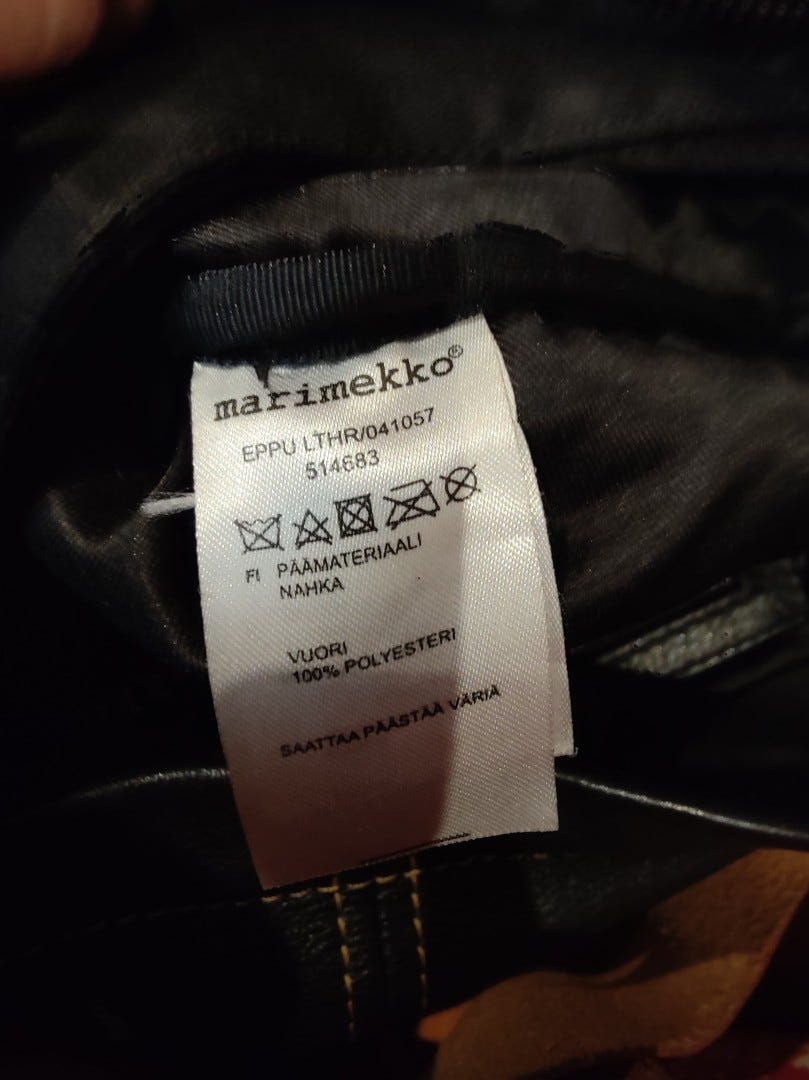 marimekko®
EPPU LTHR/041057
514683
FI PÄÄMATERIAALI
NAHKA
VUORI
100% POLYESTERI
SAATTAA PÄÄSTÄÄ VÄRIÄ